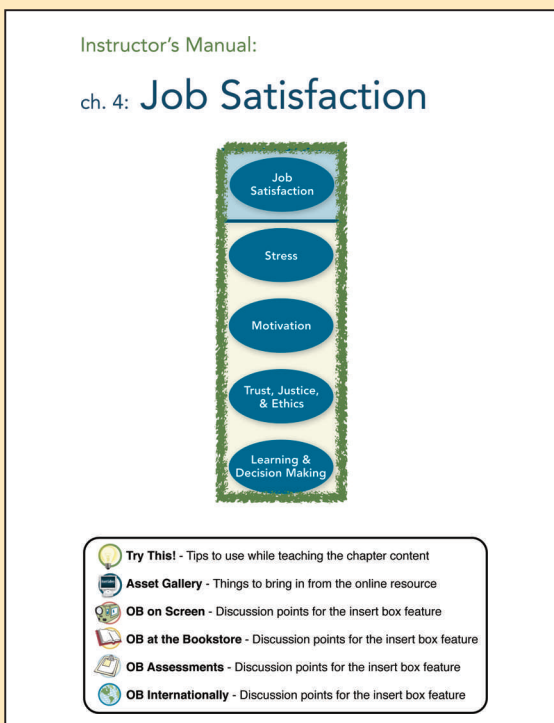 Instructor's Manual:
ch. 4: Job Satisfaction
Job
Satisfaction
Stress
Motivation
Trust, Justice,
& Ethics
Learning &
Decision Making
Try This! - Tips to use while teaching the chapter content
Asset Gallery - Things to bring in from the online resource
OB on Screen - Discussion points for the insert box feature
OB at the Bookstore - Discussion points for the insert box feature
OB Assessments - Discussion points for the insert box feature
OB Internationally - Discussion points for the insert box feature